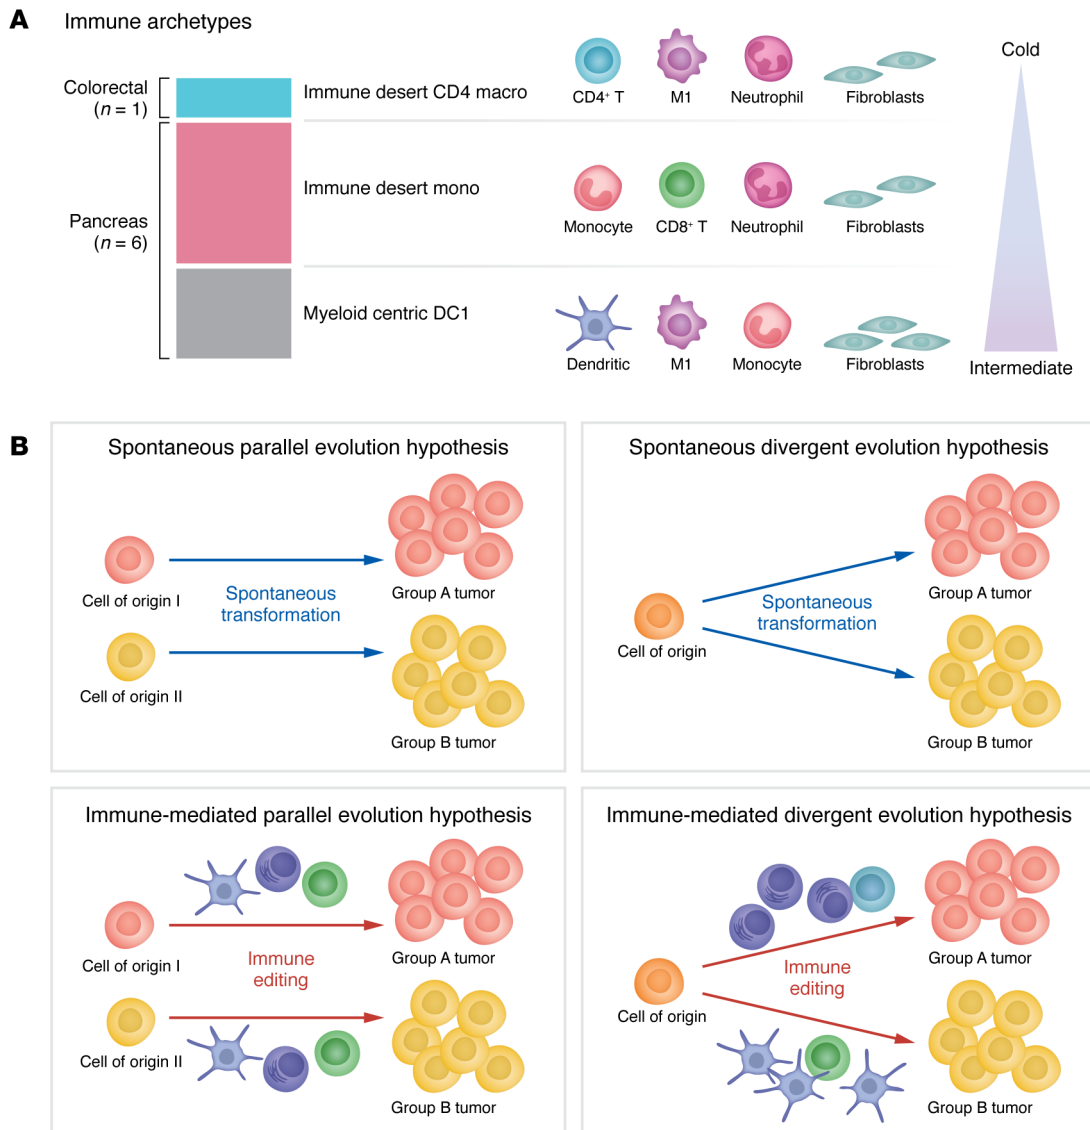 A
Immune archetypes
Colorectal
(n = 1)
Pancreas
(n = 6)
Immune desert CD4 macro
CD4+ T
M1
Neutrophil
Fibroblasts
Immune desert mono
Monocyte
CD8+ T
Neutrophil
Fibroblasts
Myeloid centric DC1
Dendritic
M1
Monocyte
Fibroblasts
Cold
Intermediate
B
Spontaneous parallel evolution hypothesis
Cell of origin I
Spontaneous
transformation
Group A tumor
Cell of origin II
Group B tumor
Spontaneous divergent evolution hypothesis
Cell of origin
Spontaneous
transformation
Group A tumor
Group B tumor
Immune-mediated parallel evolution hypothesis
Cell of origin I
Immune
editing
Group A tumor
Cell of origin II
Group B tumor
Immune-mediated divergent evolution hypothesis
Cell of origin
Immune
editing
Group A tumor
Group B tumor